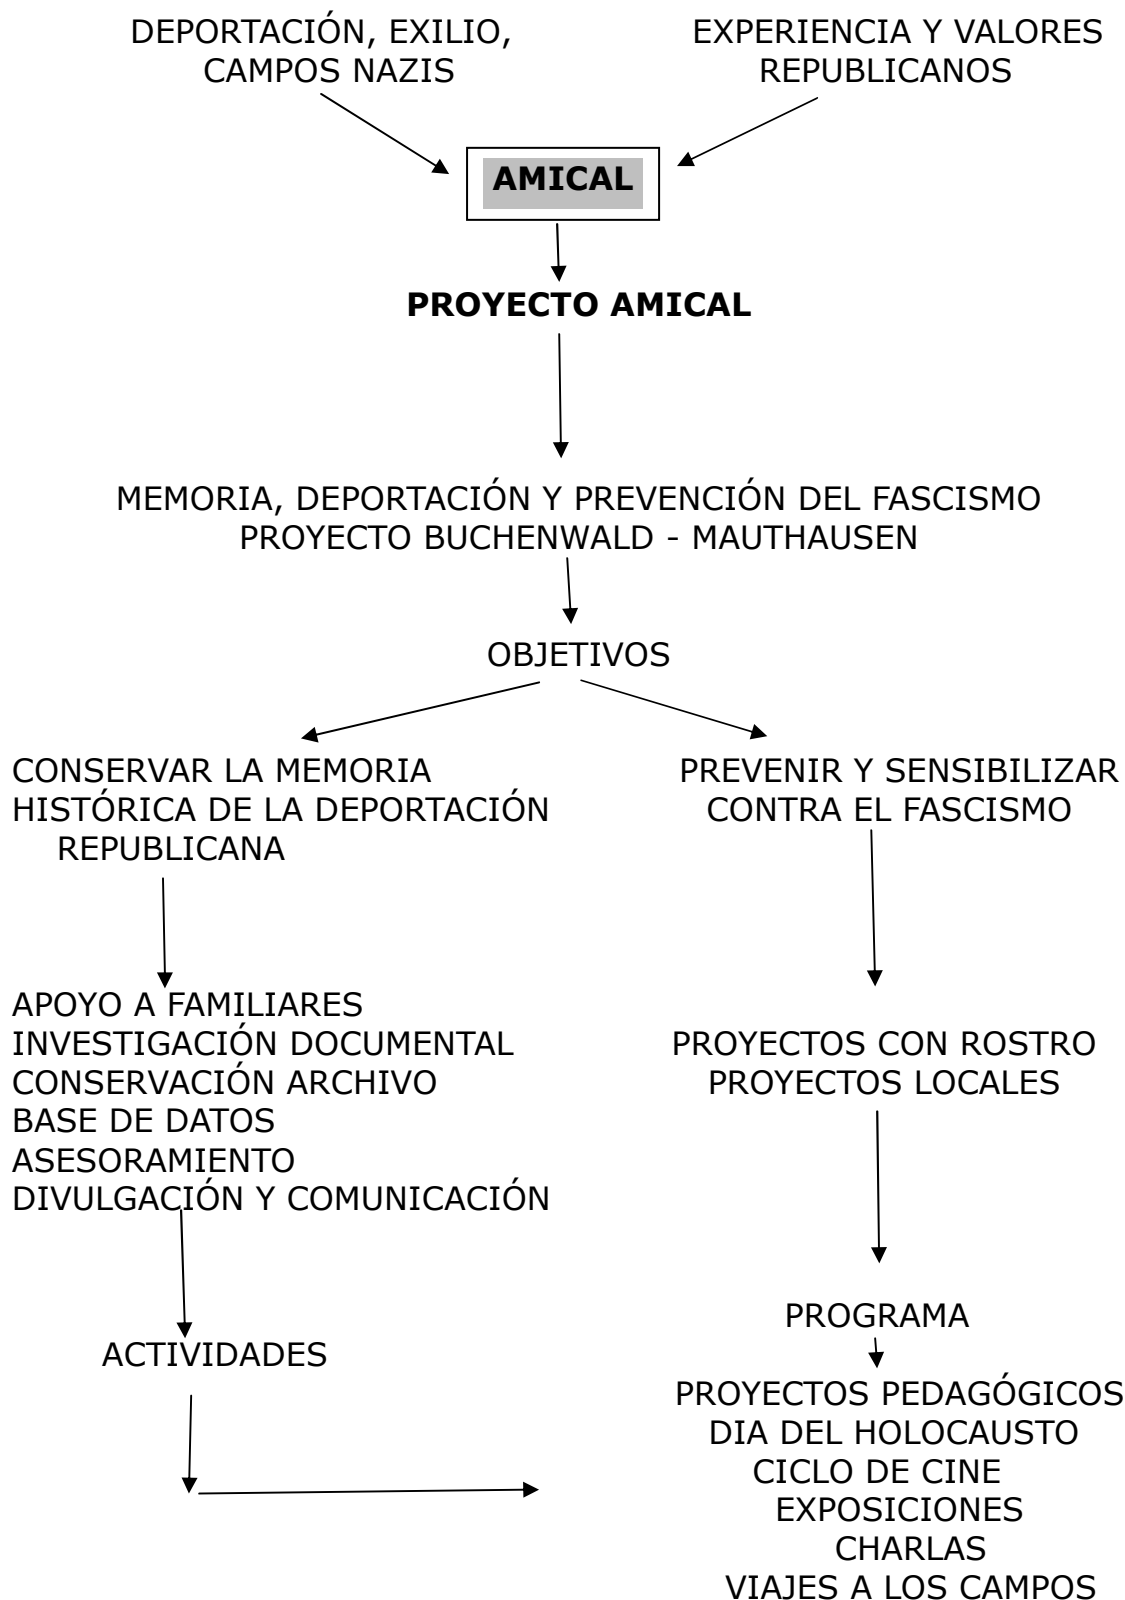 DEPORTACIÓN, EXILIO,
CAMPOS NAZIS
EXPERIENCIA Y VALORES
REPUBLICANOS
AMICAL
PROYECTO AMICAL
MEMORIA, DEPORTACIÓN Y PREVENCIÓN DEL FASCISMO
PROYECTO BUCHENWALD - MAUTHAUSEN
OBJETIVOS
CONSERVAR LA MEMORIA
HISTÓRICA DE LA DEPORTACIÓN
REPUBLICANA
PREVENIR Y SENSIBILIZAR
CONTRA EL FASCISMO
APOYO A FAMILIARES
INVESTIGACIÓN DOCUMENTAL
CONSERVACIÓN ARCHIVO
BASE DE DATOS
ASESORAMIENTO
DIVULGACIÓN Y COMUNICACIÓN
PROYECTOS CON ROSTRO
PROYECTOS LOCALES
ACTIVIDADES
PROGRAMA
PROYECTOS PEDAGÓGICOS
DIA DEL HOLOCAUSTO
CICLO DE CINE
EXPOSICIONES
CHARLAS
VIAJES A LOS CAMPOS